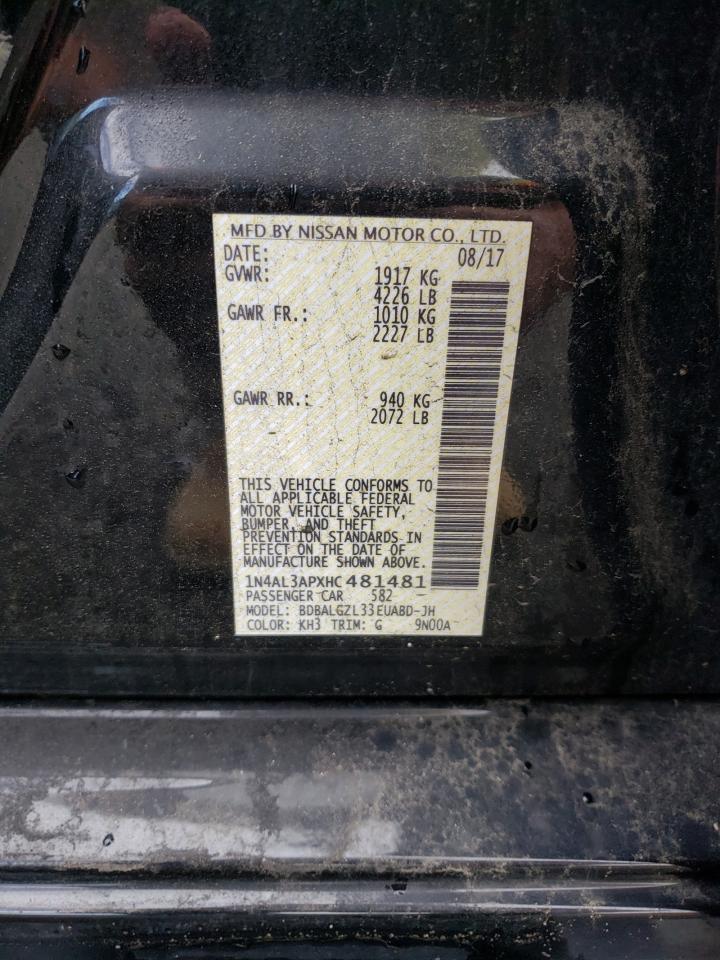 MFD BY NISSAN MOTOR CO., LTD.
DATE: 08/17
GVWR: 1917 KG
4226 LB
GAWR FR.: 1010 KG
2227 LB
GAWR RR.: 940 KG
2072 LB
THIS VEHICLE CONFORMS TO
ALL APPLICABLE FEDERAL
MOTOR VEHICLE SAFETY,
BUMPER, AND THEFT
PREVENTION STANDARDS IN
EFFECT ON THE DATE OF
MANUFACTURE SHOWN ABOVE.
1N4AL3APXHC481481
PASSENGER CAR 582
MODEL: BDBALGZL33EUABD-JH
COLOR: KH3 TRIM: G 9N00A